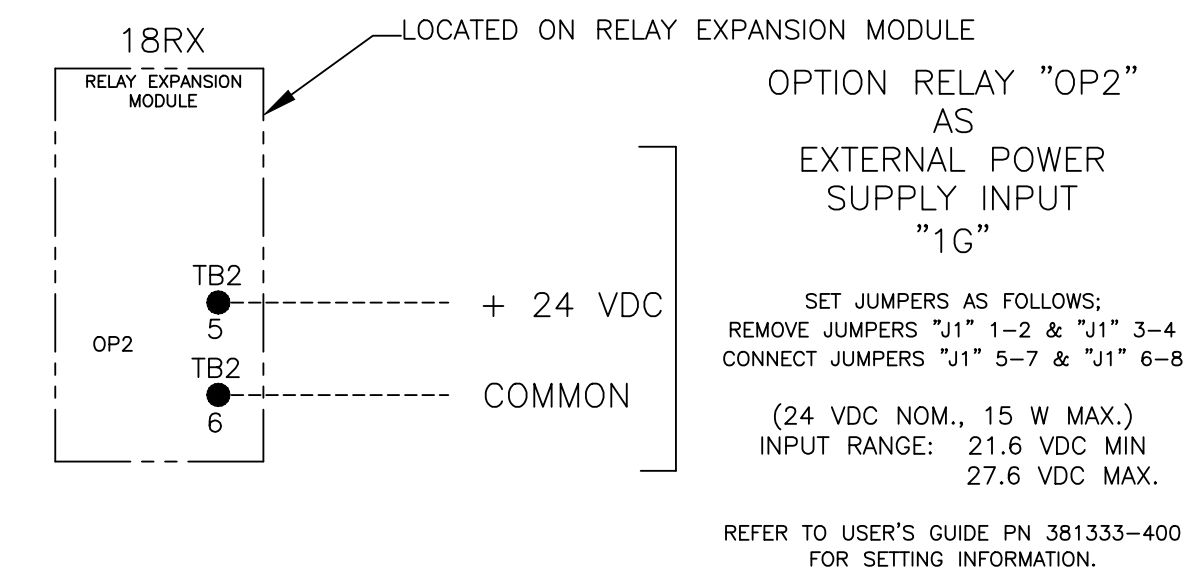 18RX
LOCATED ON RELAY EXPANSION MODULE
RELAY EXPANSION
MODULE
OPTION RELAY "OP2"
AS
EXTERNAL POWER
SUPPLY INPUT
"1G"
TB2
5
+ 24 VDC
OP2
TB2
6
COMMON
SET JUMPERS AS FOLLOWS;
REMOVE JUMPERS "J1" 1-2 & "J1" 3-4
CONNECT JUMPERS "J1" 5-7 & "J1" 6-8
(24 VDC NOM., 15 W MAX.)
INPUT RANGE: 21.6 VDC MIN
27.6 VDC MAX.
REFER TO USER'S GUIDE PN 381333-400
FOR SETTING INFORMATION.